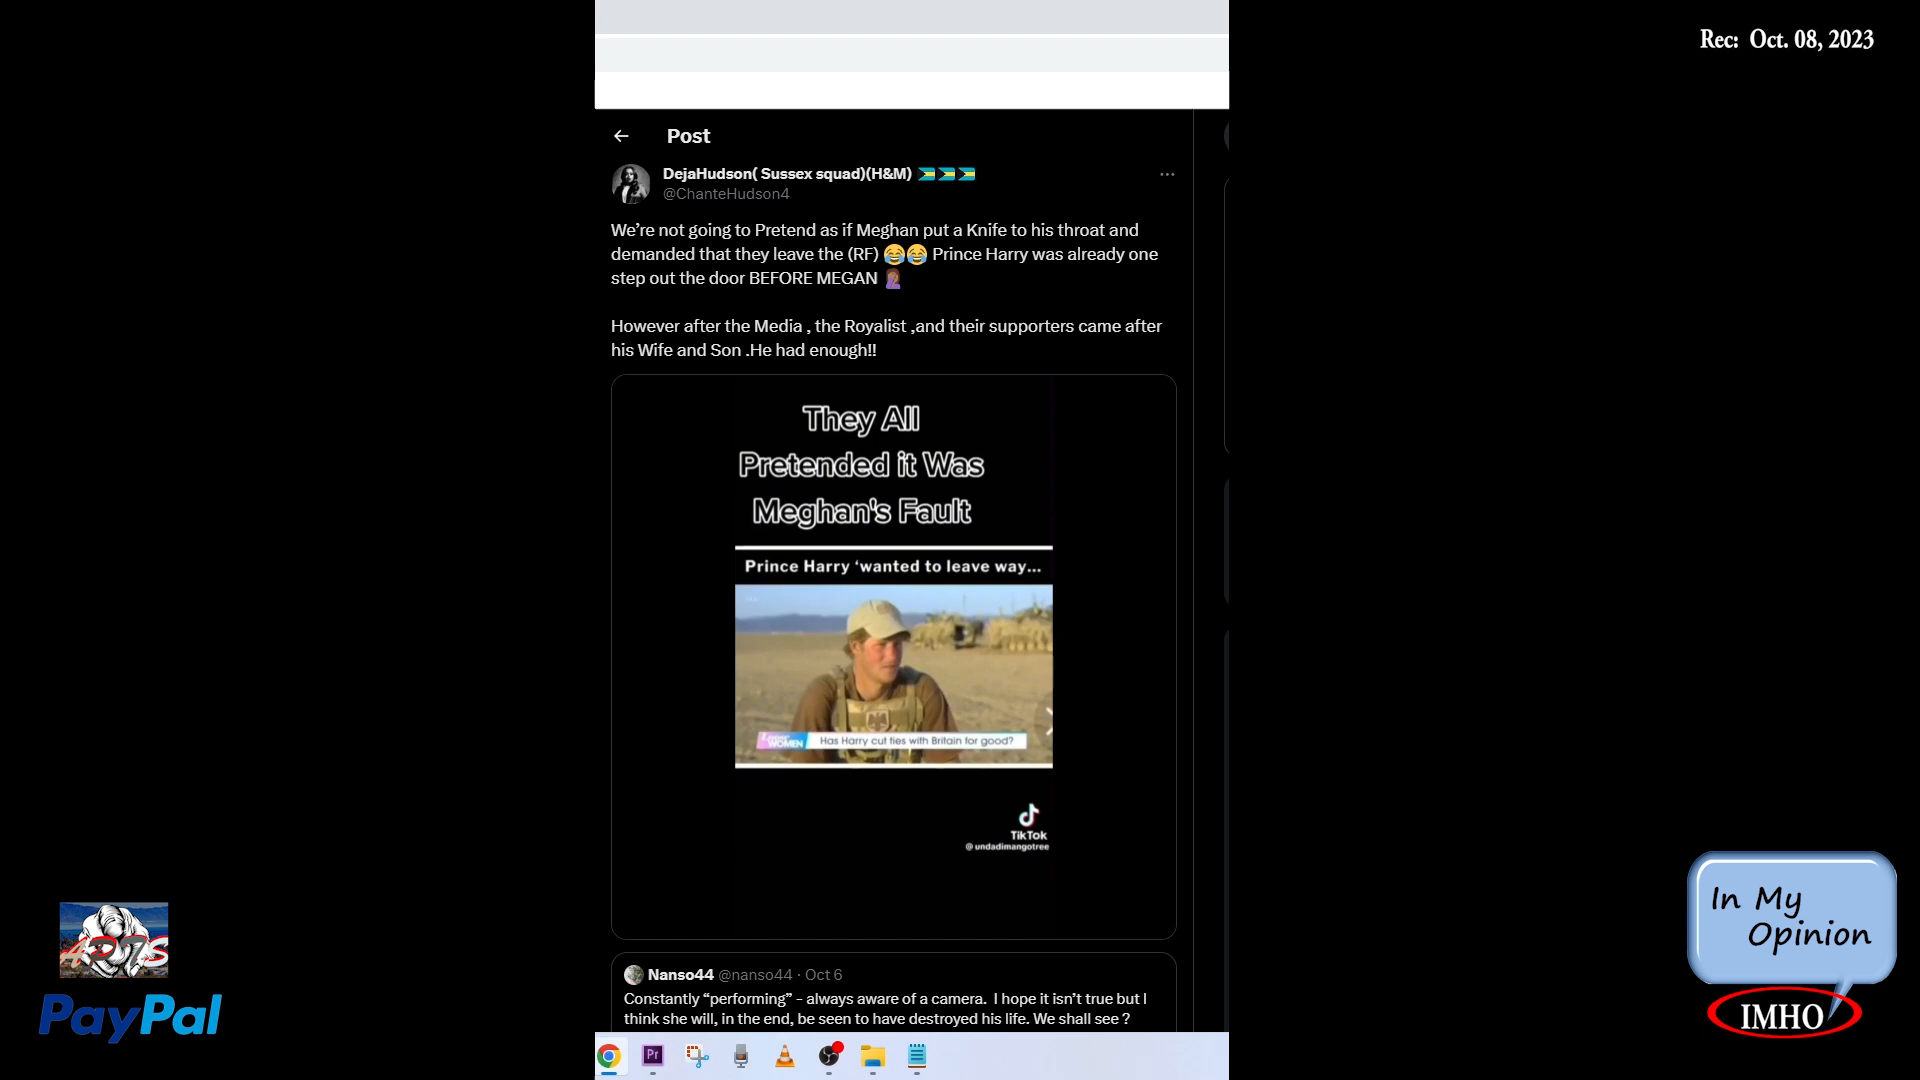 Rec: Oct. 08, 2023
Post
DejaHudson( Sussex squad)(H&M) 🇧🇸🇧🇸🇧🇸
@ChanteHudson4
We’re not going to Pretend as if Meghan put a Knife to his throat and
demanded that they leave the (RF) 😂😂 Prince Harry was already one
step out the door BEFORE MEGAN 🤦🏾‍♀️
However after the Media , the Royalist ,and their supporters came after
his Wife and Son .He had enough!!
They All
Pretended it Was
Meghan's Fault
Prince Harry ‘wanted to leave way...
Loose WOMEN Has Harry cut ties with Britain for good?
TikTok
@undadimangotree
Nanso44 @nanso44 · Oct 6
Constantly “performing” – always aware of a camera. I hope it isn’t true but I
think she will, in the end, be seen to have destroyed his life. We shall see ?
Pr
PayPal
In My
Opinion
IMHO